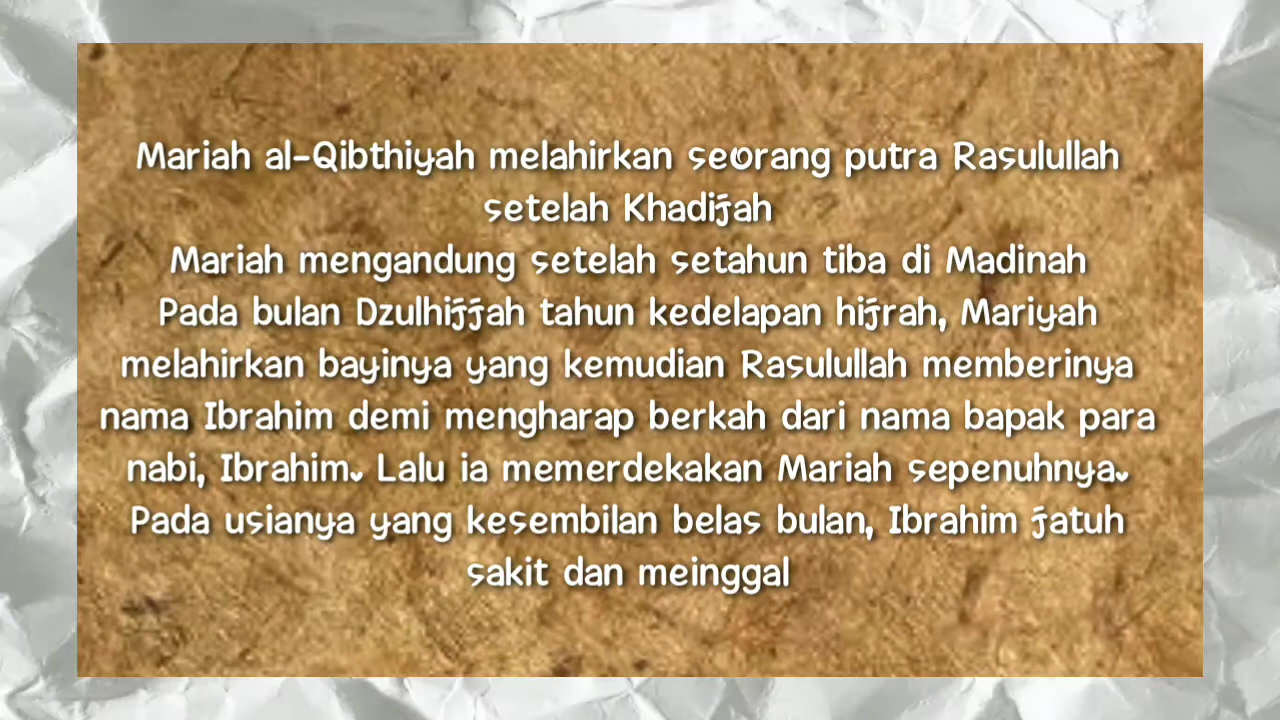 Mariah al-Qibthiyah melahirkan seorang putra Rasulullah
setelah Khadijah
Mariah mengandung setelah setahun tiba di Madinah
Pada bulan Dzulhijjah tahun kedelapan hijrah, Mariyah
melahirkan bayinya yang kemudian Rasulullah memberinya
nama Ibrahim demi mengharap berkah dari nama bapak para
nabi, Ibrahim. Lalu ia memerdekakan Mariah sepenuhnya.
Pada usianya yang kesembilan belas bulan, Ibrahim jatuh
sakit dan meinggal